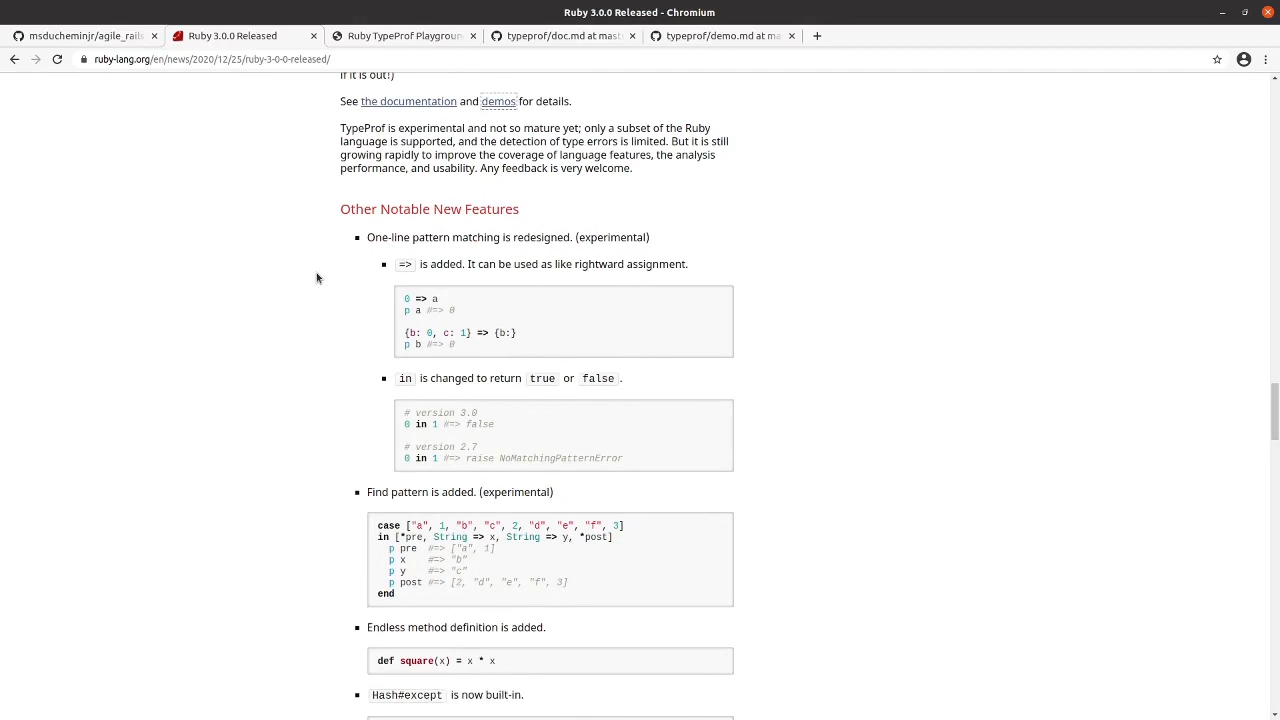 Ruby 3.0.0 Released - Chromium
msducheminjr/agile_rails
Ruby 3.0.0 Released
Ruby TypeProf Playground
typeprof/doc.md at mast
typeprof/demo.md at ma
ruby-lang.org/en/news/2020/12/25/ruby-3-0-0-released/
if it is out!)
See the documentation and demos for details.
TypeProf is experimental and not so mature yet; only a subset of the Ruby
language is supported, and the detection of type errors is limited. But it is still
growing rapidly to improve the coverage of language features, the analysis
performance, and usability. Any feedback is very welcome.
Other Notable New Features
One-line pattern matching is redesigned. (experimental)
=> is added. It can be used as like rightward assignment.
0 => a
p a #=> 0
{b: 0, c: 1} => {b:}
p b #=> 0
in is changed to return true or false.
# version 3.0
0 in 1 #=> false
# version 2.7
0 in 1 #=> raise NoMatchingPatternError
Find pattern is added. (experimental)
case ["a", 1, "b", "c", 2, "d", "e", "f", 3]
in [*pre, String => x, String => y, *post]
p pre #=> ["a", 1]
p x #=> "b"
p y #=> "c"
p post #=> [2, "d", "e", "f", 3]
end
Endless method definition is added.
def square(x) = x * x
Hash#except is now built-in.